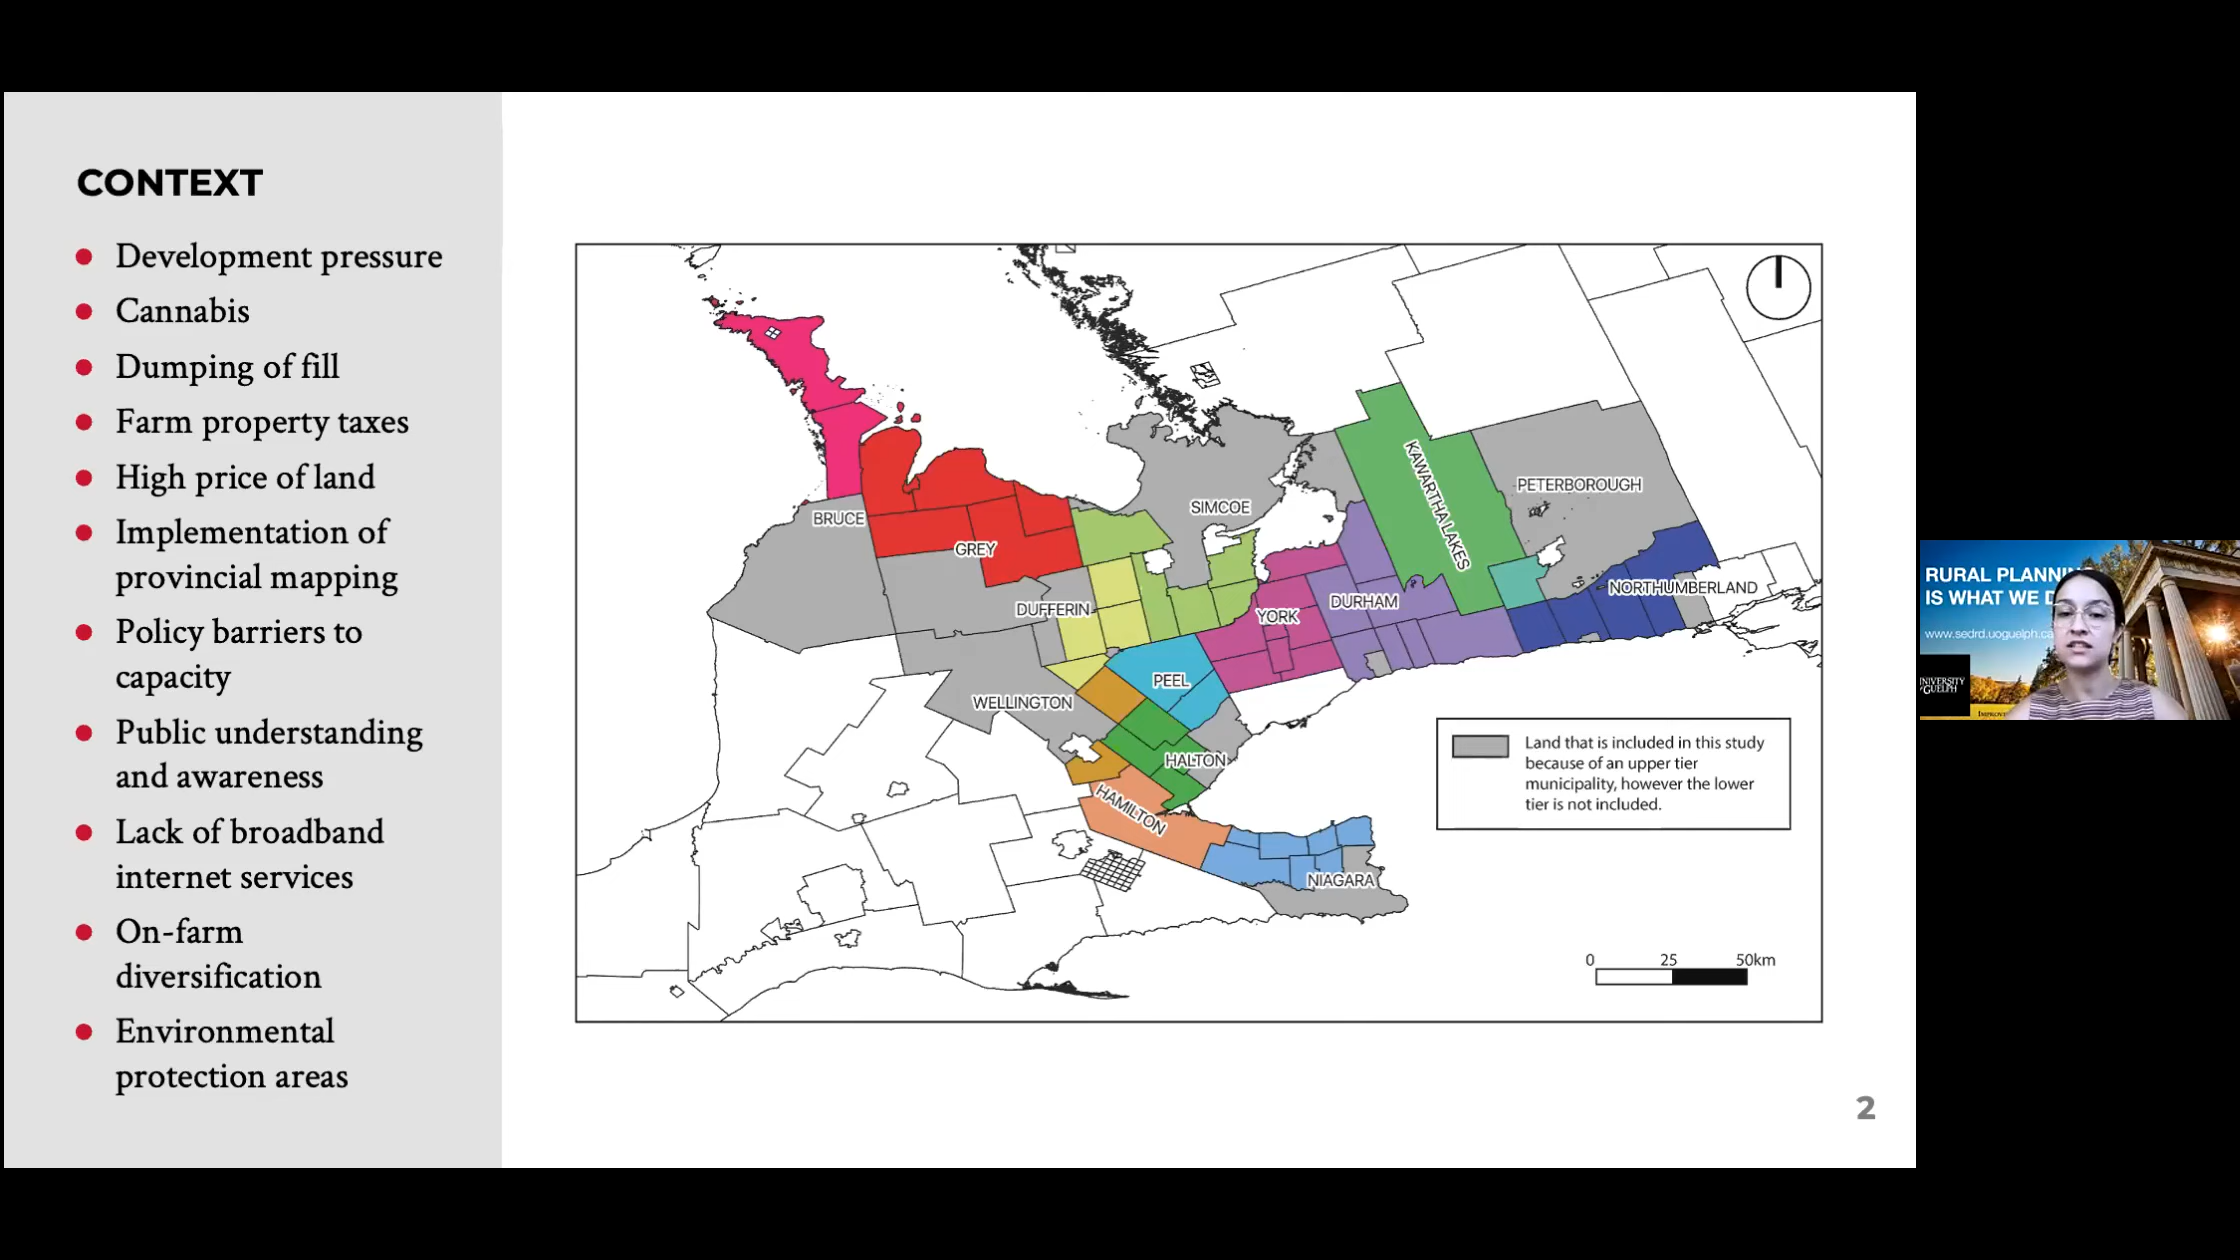 CONTEXT
Development pressure
Cannabis
Dumping of fill
Farm property taxes
High price of land
Implementation of
provincial mapping
Policy barriers to
capacity
Public understanding
and awareness
Lack of broadband
internet services
On-farm
diversification
Environmental
protection areas
BRUCE
GREY
SIMCOE
KAWARTHA LAKES
PETERBOROUGH
DUFFERIN
YORK
DURHAM
NORTHUMBERLAND
WELLINGTON
PEEL
HALTON
HAMILTON
NIAGARA
Land that is included in this study
because of an upper tier
municipality, however the lower
tier is not included.
0 25 50km
2
RURAL PLANNIN
IS WHAT WE D
www.sedrd.uoguelph.ca
UNIVERSITY
GUELPH